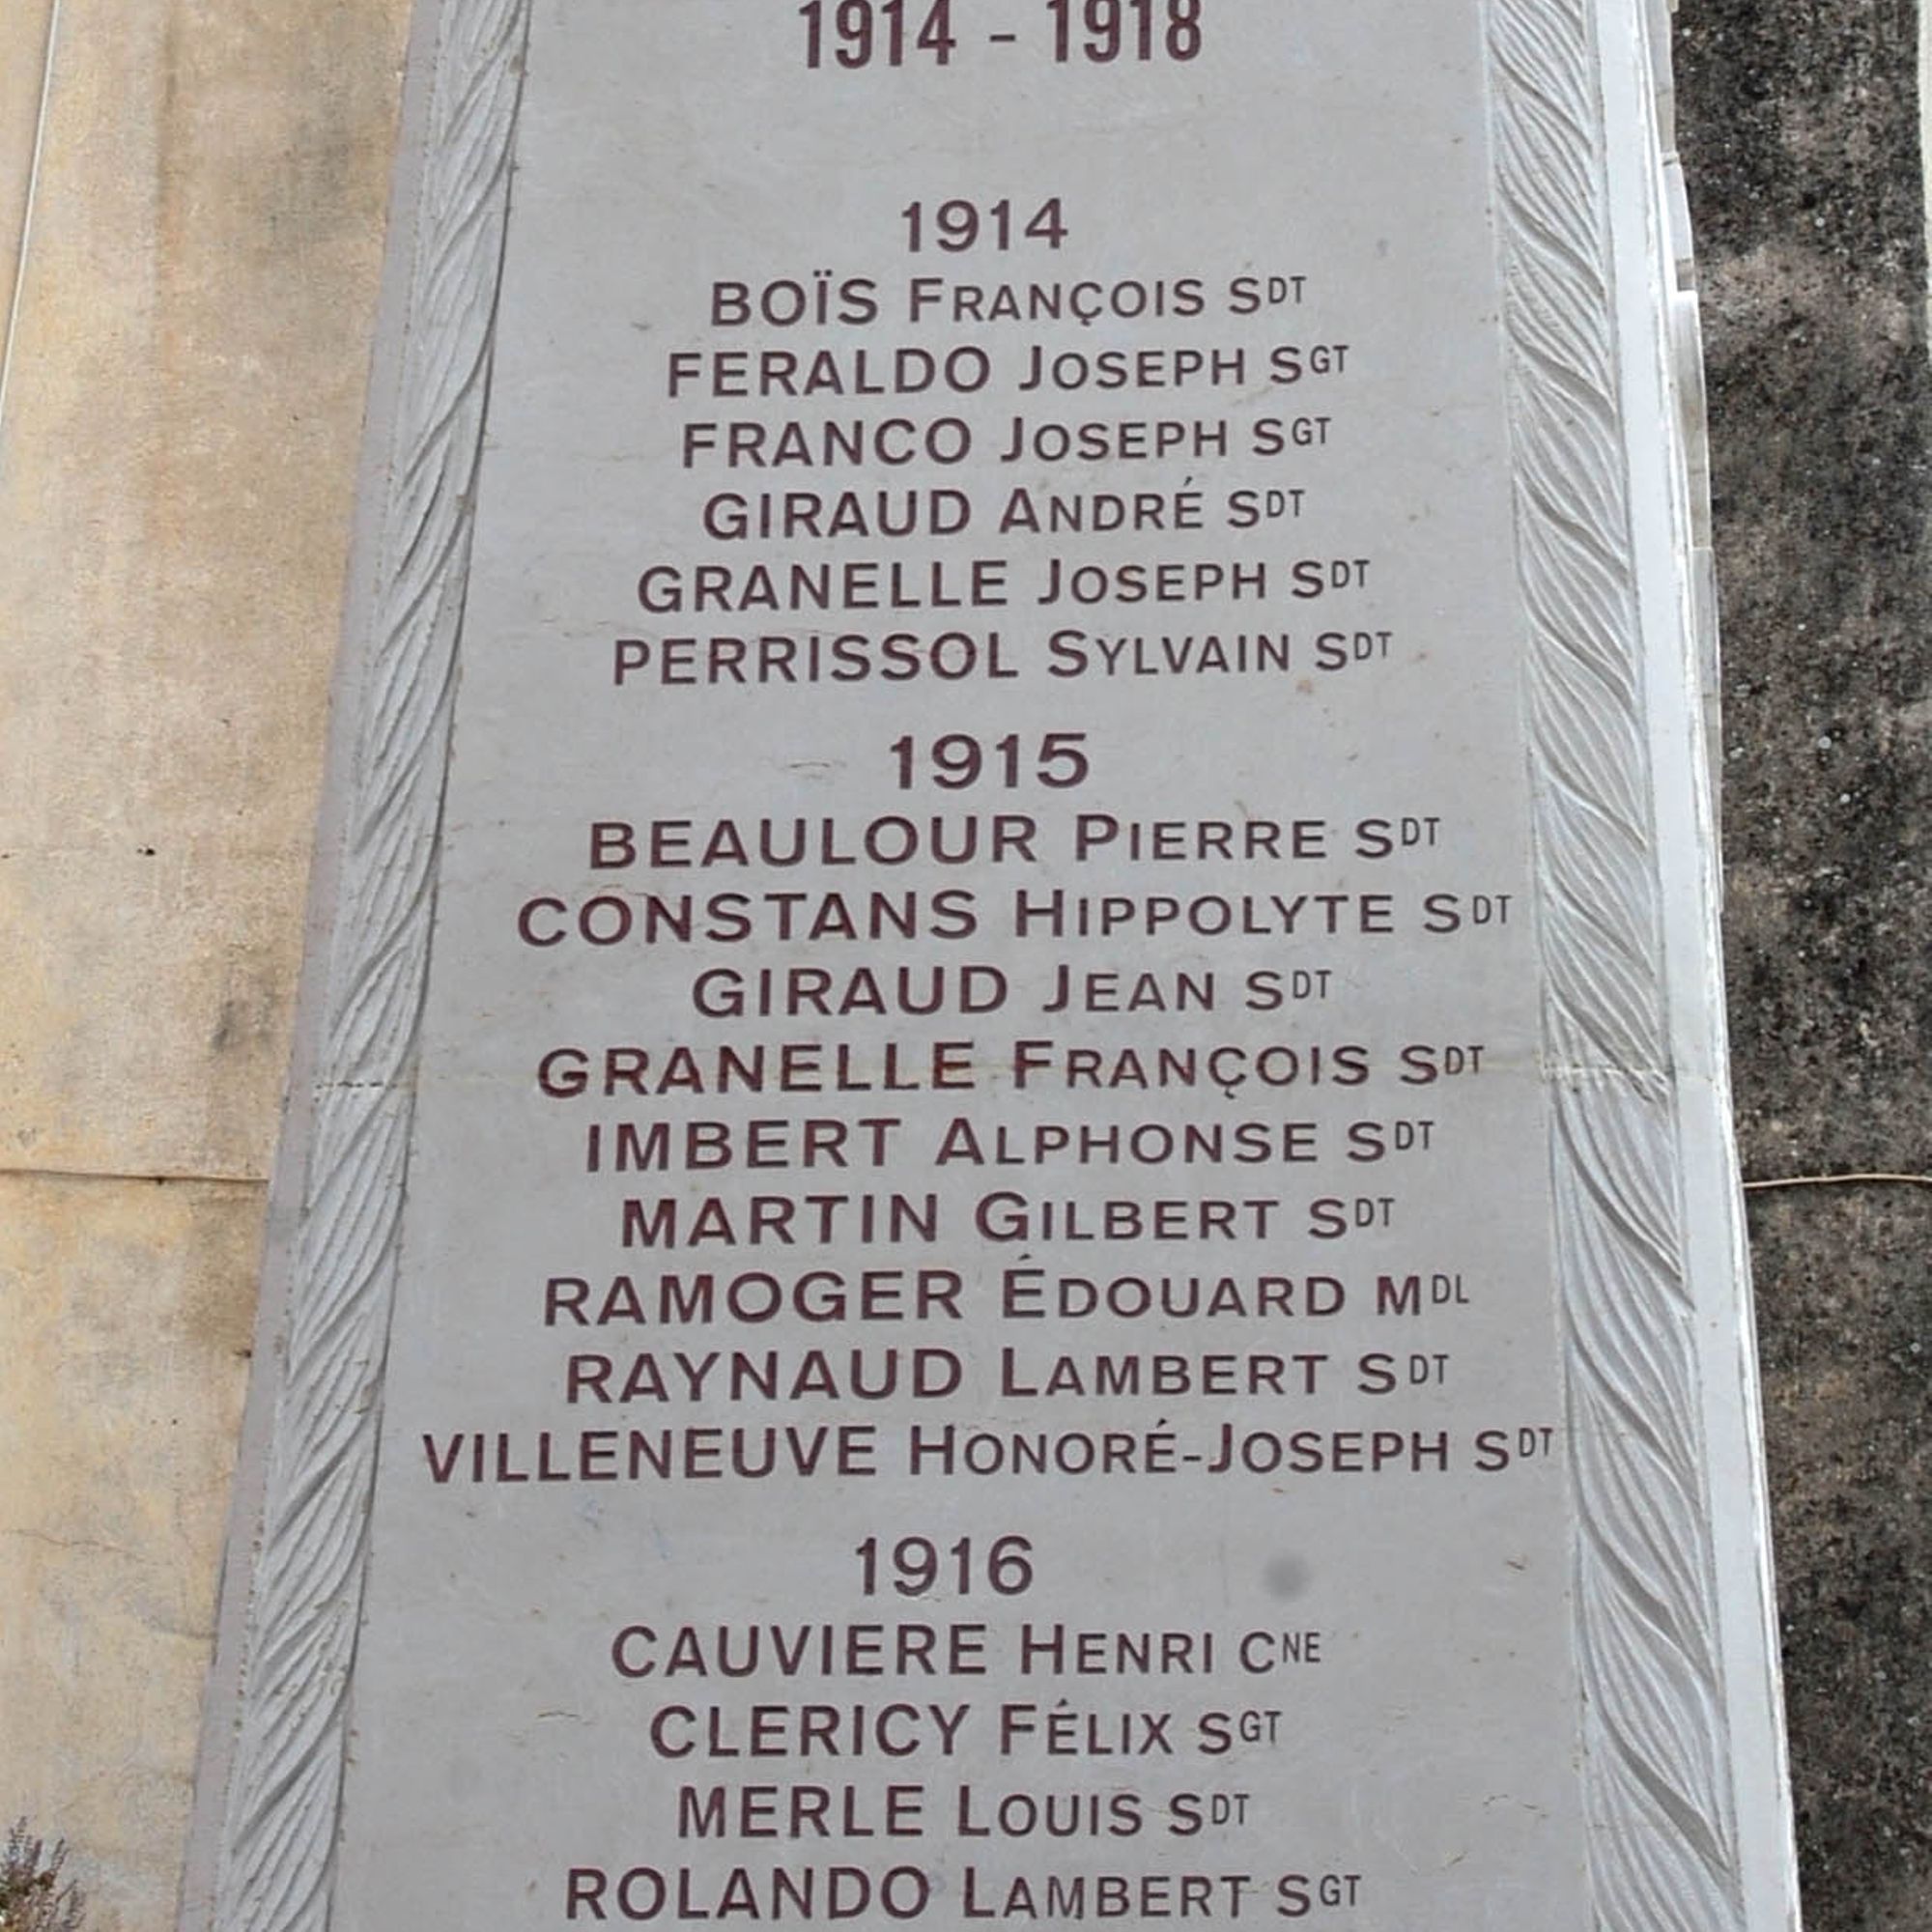 1914 - 1918
1914
BOÏS FRANÇOIS SDT
FERALDO JOSEPH SGT
FRANCO JOSEPH SGT
GIRAUD ANDRÉ SDT
GRANELLE JOSEPH SDT
PERRISSOL SYLVAIN SDT
1915
BEAULOUR PIERRE SDT
CONSTANS HIPPOLYTE SDT
GIRAUD JEAN SDT
GRANELLE FRANÇOIS SDT
IMBERT ALPHONSE SDT
MARTIN GILBERT SDT
RAMOGER ÉDOUARD MDL
RAYNAUD LAMBERT SDT
VILLENEUVE HONORÉ-JOSEPH SDT
1916
CAUVIERE HENRI CNE
CLERICY FÉLIX SGT
MERLE LOUIS SDT
ROLANDO LAMBERT SGT